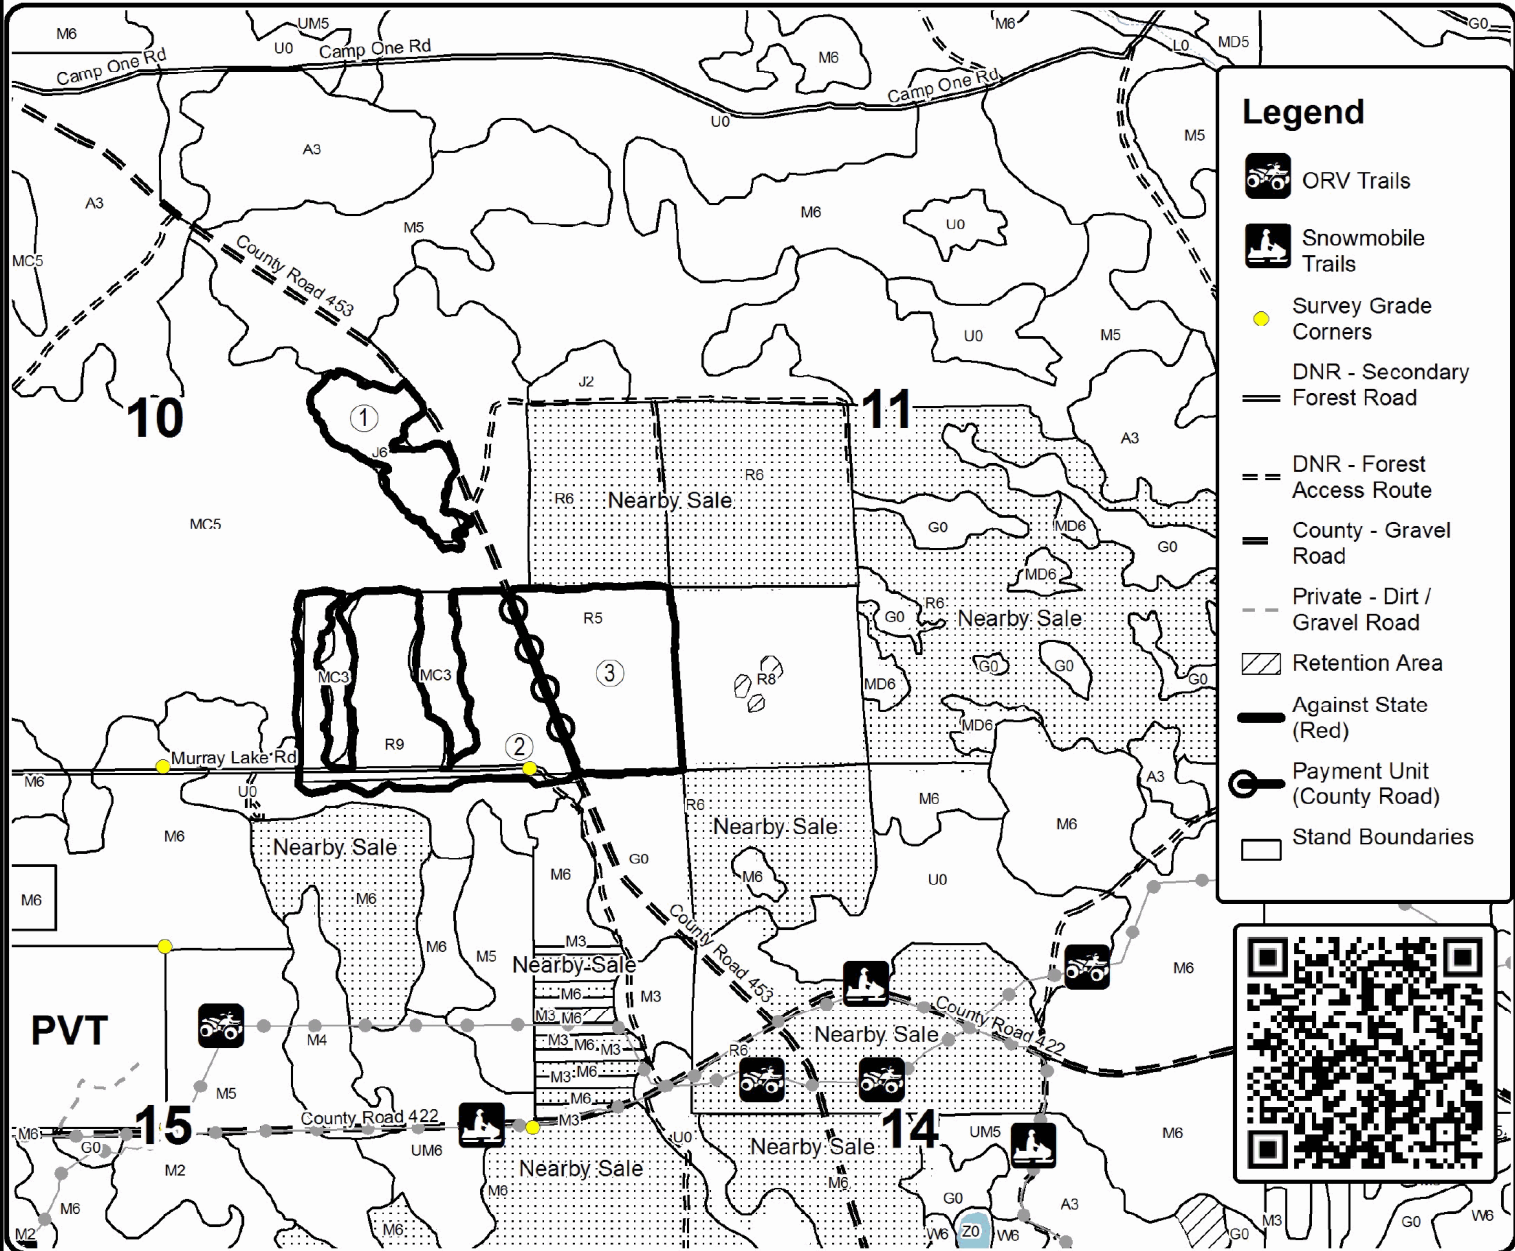 M6
UM5
U0
Camp One Rd
Camp One Rd
M6
M6
Camp One Rd
L0
MD5
G0
U0
A3
M5
A3
M6
U0
M5
MC5
County Road 453
U0
M5
J2
10
1
11
J6
A3
R6
R6
Nearby Sale
MC5
G0
MD6
G0
MD6
R5
G0
R6
Nearby Sale
MC3
MC3
3
R8
MD6
G0
G0
G0
R9
2
MD6
Murray Lake Rd
M6
U0
A3
R6
M6
M6
Nearby Sale
Nearby Sale
M6
G0
M6
M6
M6
M6
U0
County Road 453
M6
M5
M3
Nearby Sale
M6
M3
M6
M3
M6
PVT
M4
M3
M6
M3
R6
Nearby Sale
County Road 422
M5
M3
M6
M6
15
County Road 422
M3
14
M6
G0
M2
UM6
U0
Nearby Sale
Nearby Sale
UM5
M6
M6
M6
M6
G0
A3
M2
M6
W6
Z0
W6
G0
M3
G0
W6
Legend
ORV Trails
Snowmobile
Trails
Survey Grade
Corners
DNR - Secondary
Forest Road
DNR - Forest
Access Route
County - Gravel
Road
Private - Dirt /
Gravel Road
Retention Area
Against State
(Red)
Payment Unit
(County Road)
Stand Boundaries